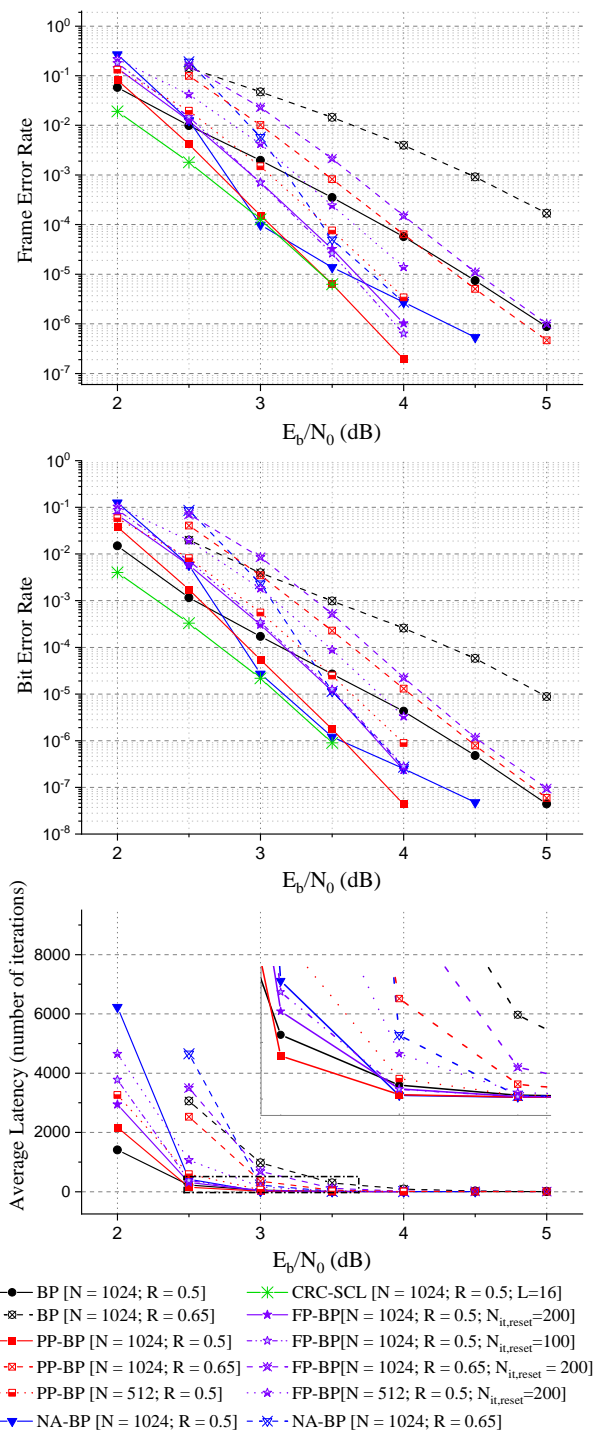 10^0
10^-1
10^-2
10^-3
10^-4
10^-5
10^-6
10^-7
Frame Error Rate
2 3 4 5
E_b/N_0 (dB)
10^0
10^-1
10^-2
10^-3
10^-4
10^-5
10^-6
10^-7
10^-8
Bit Error Rate
2 3 4 5
E_b/N_0 (dB)
8000
6000
4000
2000
0
Average Latency (number of iterations)
2 3 4 5
E_b/N_0 (dB)
BP [N = 1024; R = 0.5]
BP [N = 1024; R = 0.65]
PP-BP [N = 1024; R = 0.5]
PP-BP [N = 1024; R = 0.65]
PP-BP [N = 512; R = 0.5]
NA-BP [N = 1024; R = 0.5]
CRC-SCL [N = 1024; R = 0.5; L=16]
FP-BP[N = 1024; R = 0.5; N_it,reset=200]
FP-BP[N = 1024; R = 0.5; N_it,reset=100]
FP-BP[N = 1024; R = 0.65; N_it,reset = 200]
FP-BP[N = 512; R = 0.5; N_it,reset=200]
NA-BP [N = 1024; R = 0.65]